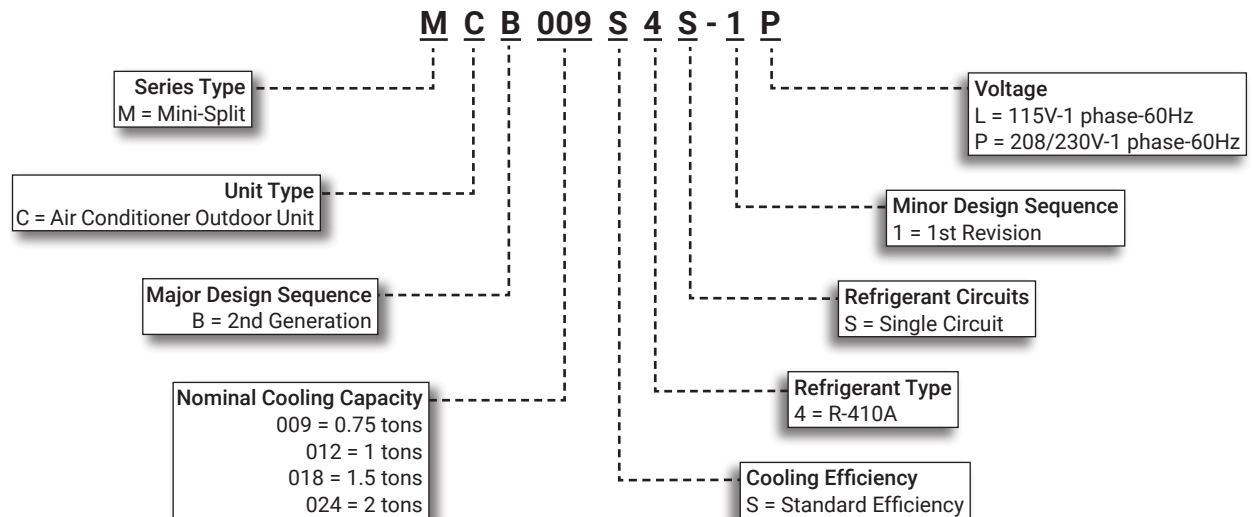 M C B 009 S 4 S - 1 P
Series Type
M = Mini-Split
Voltage
L = 115V-1 phase-60Hz
P = 208/230V-1 phase-60Hz
Unit Type
C = Air Conditioner Outdoor Unit
Minor Design Sequence
1 = 1st Revision
Major Design Sequence
B = 2nd Generation
Refrigerant Circuits
S = Single Circuit
Nominal Cooling Capacity
009 = 0.75 tons
012 = 1 tons
018 = 1.5 tons
024 = 2 tons
Refrigerant Type
4 = R-410A
Cooling Efficiency
S = Standard Efficiency